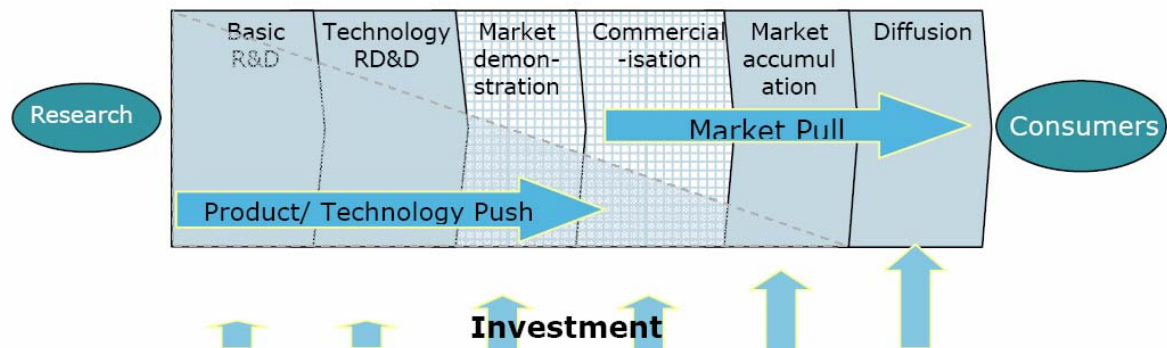 Basic
R&D
Technology
RD&D
Market
demon-
stration
Commercial
-isation
Market
accumul
ation
Diffusion
Research
Market Pull
Consumers
Product/ Technology Push
Investment